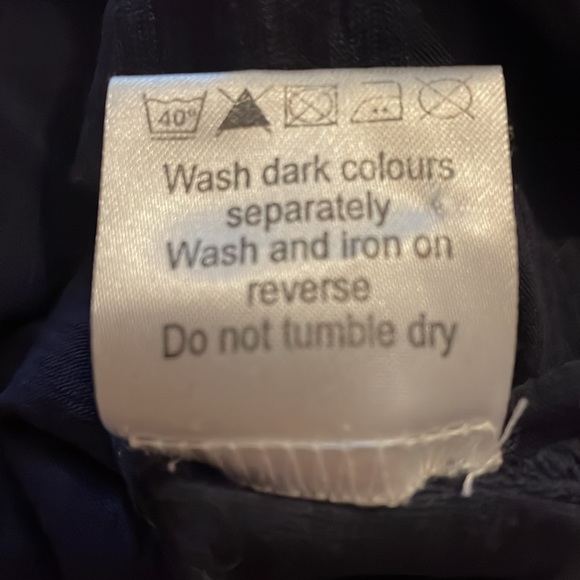 40°
Wash dark colours
separately
Wash and iron on
reverse
Do not tumble dry